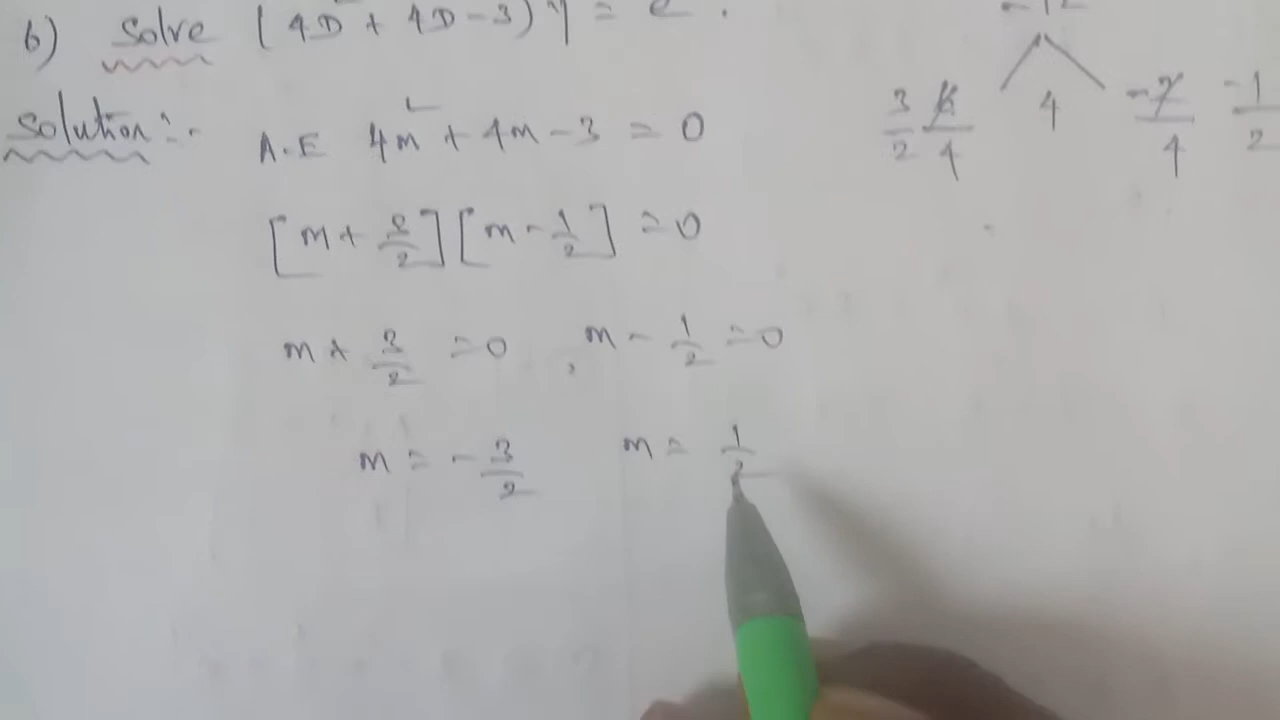 6) Solve (4D² + 4D - 3) y = e .
-12
Solution:-
A.E 4m² + 4m - 3 = 0
3/2 6/4 4 -2/4 -1/2
[m + 3/2] [m - 1/2] = 0
m + 3/2 = 0 , m - 1/2 = 0
m = - 3/2 m = 1/2